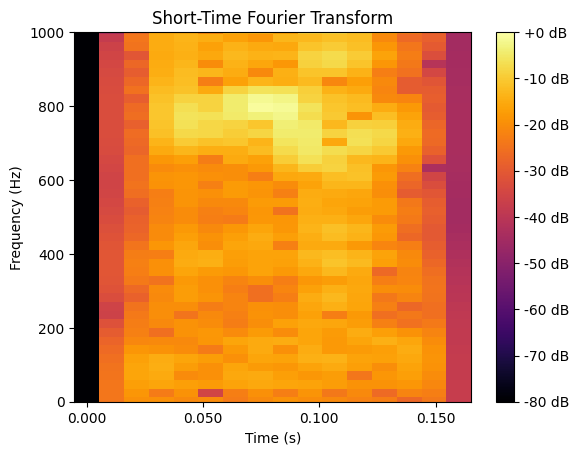 Short-Time Fourier Transform
Frequency (Hz)
1000
800
600
400
200
0
0.000
0.050
0.100
0.150
Time (s)
+0 dB
-10 dB
-20 dB
-30 dB
-40 dB
-50 dB
-60 dB
-70 dB
-80 dB